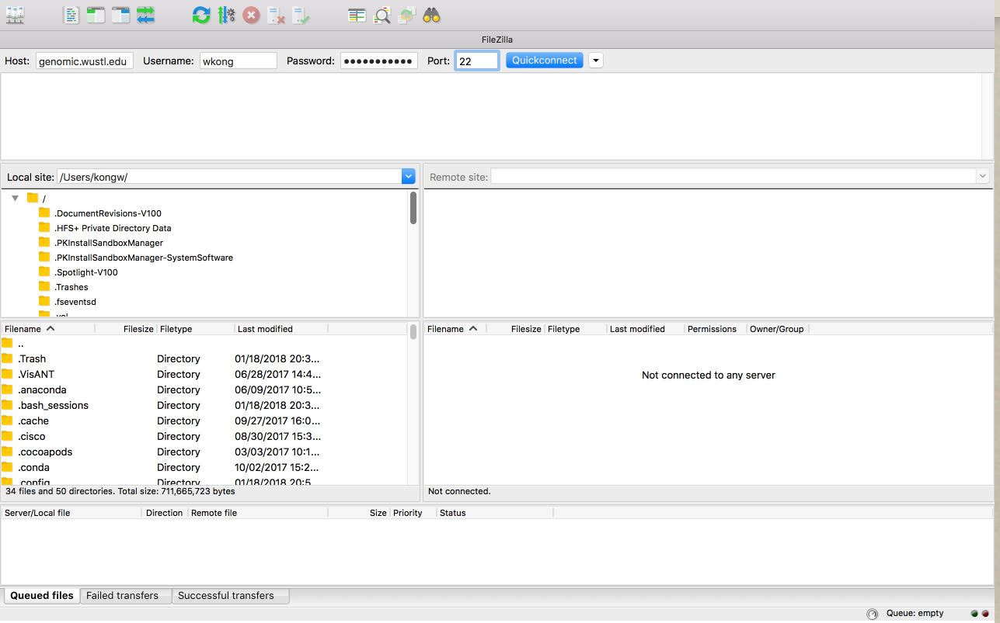 FileZilla
Host: genomic.wustl.edu Username: wkong Password: ●●●●●●●●●●● Port: 22 Quickconnect
Local site: /Users/kongw/
Remote site:
/
.DocumentRevisions-V100
.HFS+ Private Directory Data
.PKInstallSandboxManager
.PKInstallSandboxManager-SystemSoftware
.Spotlight-V100
.Trashes
.fseventsd
.vol
Filename Filesize Filetype Last modified
..
.Trash Directory 01/18/2018 20:3...
.VisANT Directory 06/28/2017 14:4...
.anaconda Directory 06/09/2017 10:5...
.bash_sessions Directory 01/18/2018 20:3...
.cache Directory 09/27/2017 16:0...
.cisco Directory 08/30/2017 15:3...
.cocoapods Directory 03/03/2017 10:1...
.conda Directory 10/02/2017 15:2...
.config Directory 01/18/2018 20:5...
34 files and 50 directories. Total size: 711,665,723 bytes
Filename Filesize Filetype Last modified Permissions Owner/Group
Not connected to any server
Not connected.
Server/Local file Direction Remote file Size Priority Status
Queued files Failed transfers Successful transfers
Queue: empty